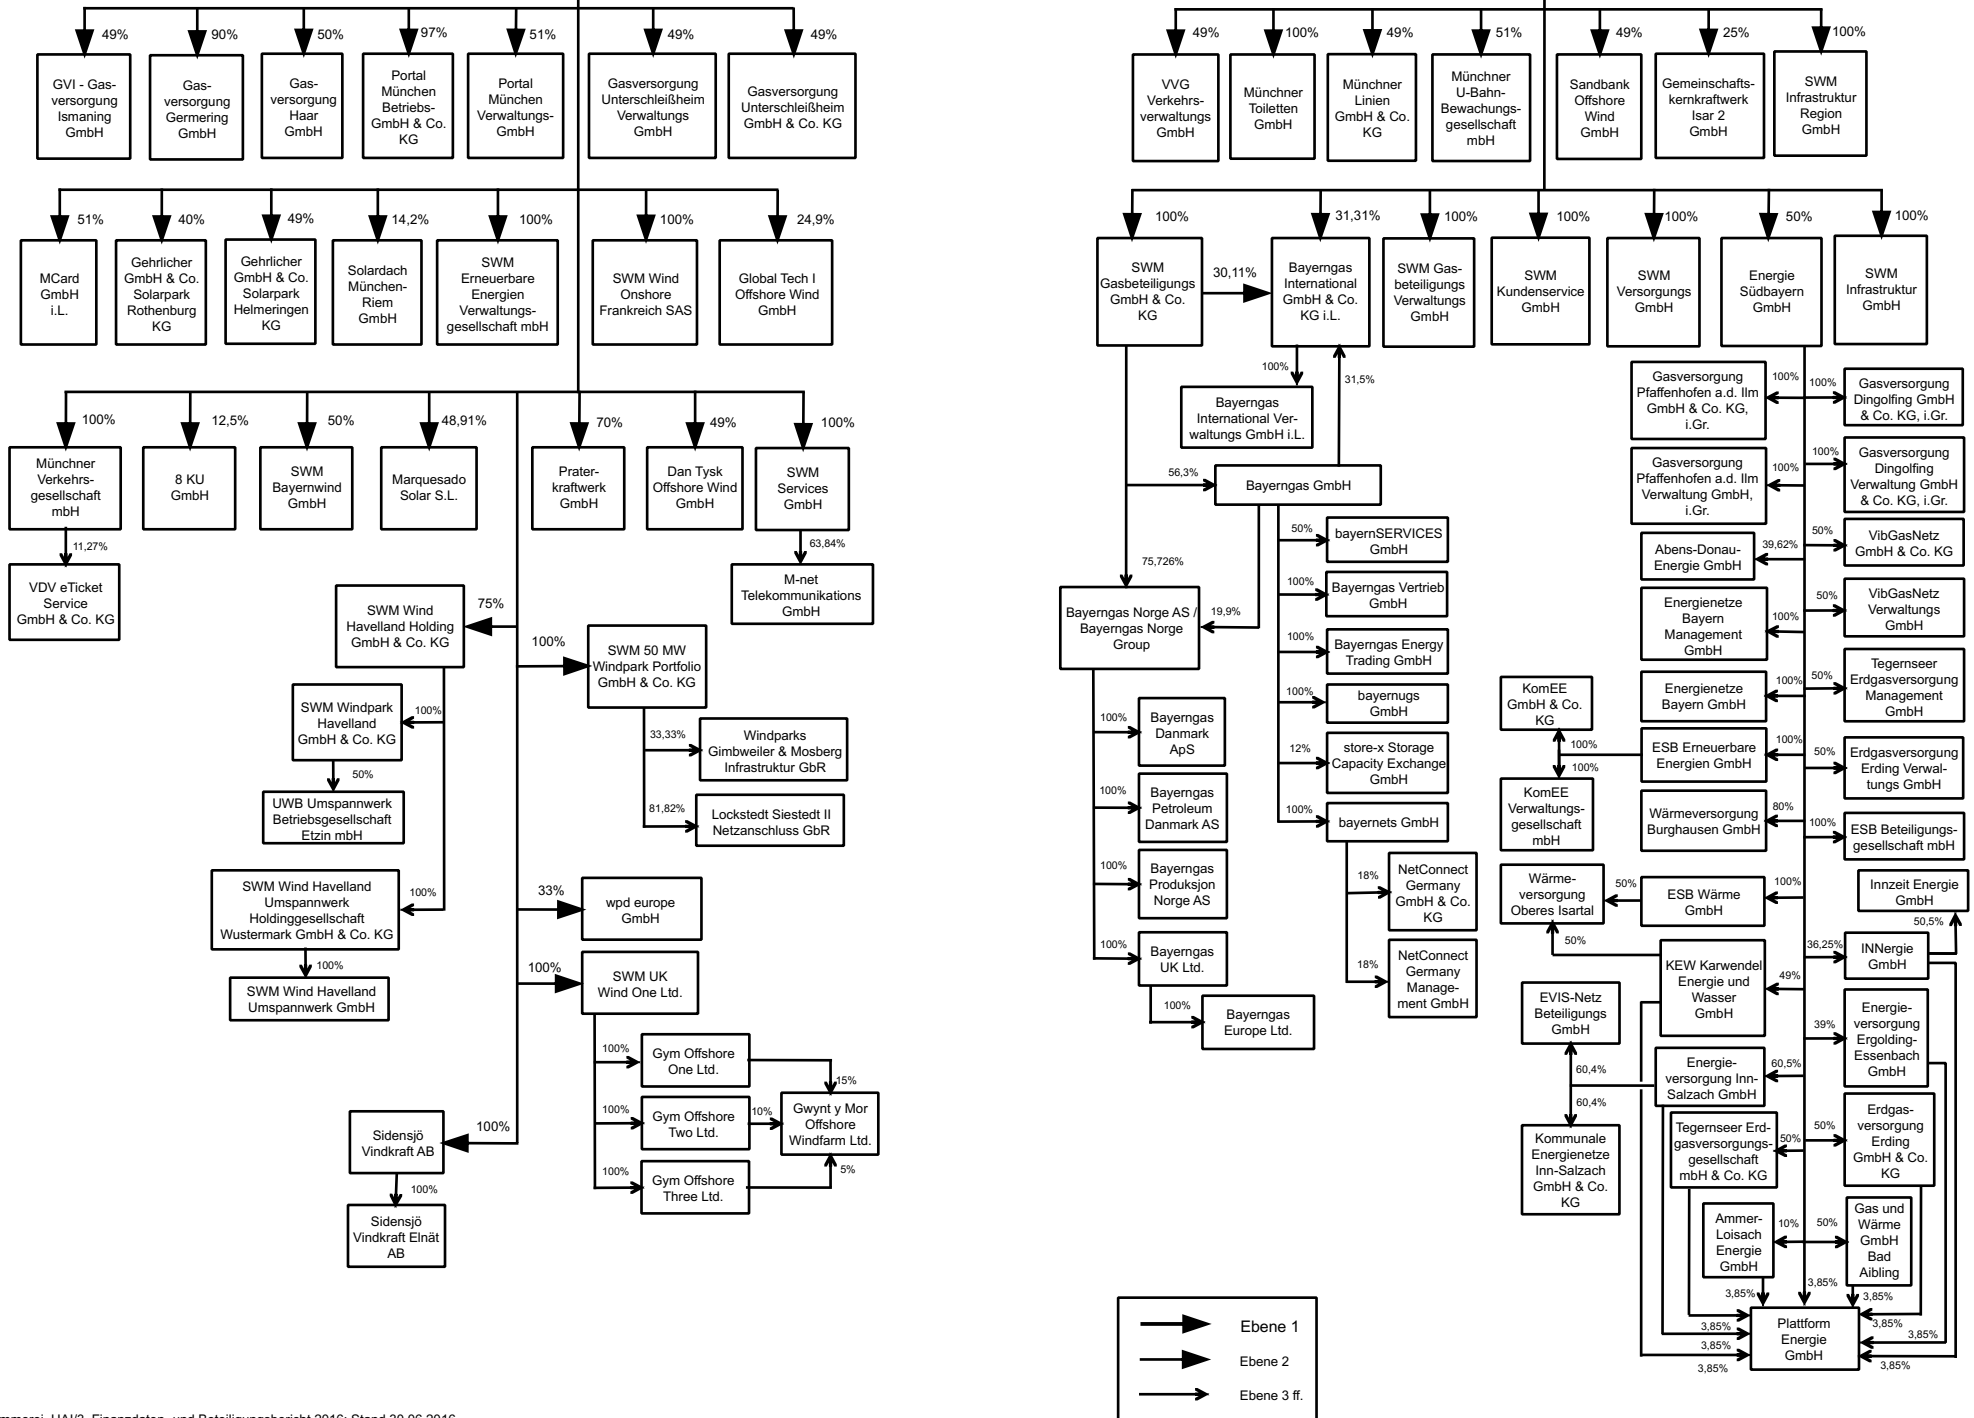 49%
90%
50%
97%
51%
49%
49%
GVI - Gas-
versorgung
Ismaning
GmbH
Gas-
versorgung
Germering
GmbH
Gas-
versorgung
Haar
GmbH
Portal
München
Betriebs-
GmbH & Co.
KG
Portal
München
Verwaltungs-
GmbH
Gasversorgung
Unterschleißheim
Verwaltungs
GmbH
Gasversorgung
Unterschleißheim
GmbH & Co. KG
51%
40%
49%
14,2%
100%
100%
24,9%
MCard
GmbH
i.L.
Gehrlicher
GmbH & Co.
Solarpark
Rothenburg
KG
Gehrlicher
GmbH & Co.
Solarpark
Helmeringen
KG
Solardach
München-
Riem
GmbH
SWM
Erneuerbare
Energien
Verwaltungs-
gesellschaft mbH
SWM Wind
Onshore
Frankreich SAS
Global Tech I
Offshore Wind
GmbH
100%
12,5%
50%
48,91%
70%
49%
100%
Münchner
Verkehrs-
gesellschaft
mbH
8 KU
GmbH
SWM
Bayernwind
GmbH
Marquesado
Solar S.L.
Prater-
kraftwerk
GmbH
Dan Tysk
Offshore Wind
GmbH
SWM
Services
GmbH
11,27%
VDV eTicket
Service
GmbH & Co. KG
63,84%
M-net
Telekommunikations
GmbH
SWM Wind
Havelland Holding
GmbH & Co. KG
75%
100%
SWM 50 MW
Windpark Portfolio
GmbH & Co. KG
SWM Windpark
Havelland
GmbH & Co. KG
100%
50%
UWB Umspannwerk
Betriebsgesellschaft
Etzin mbH
33,33%
Windparks
Gimbweiler & Mosberg
Infrastruktur GbR
81,82%
Lockstedt Siestedt II
Netzanschluss GbR
SWM Wind Havelland
Umspannwerk
Holdinggesellschaft
Wustermark GmbH & Co. KG
100%
100%
SWM Wind Havelland
Umspannwerk GmbH
33%
wpd europe
GmbH
100%
SWM UK
Wind One Ltd.
100%
Gym Offshore
One Ltd.
15%
100%
Gym Offshore
Two Ltd.
10%
Gwynt y Mor
Offshore
Windfarm Ltd.
100%
Gym Offshore
Three Ltd.
5%
Sidensjö
Vindkraft AB
100%
100%
Sidensjö
Vindkraft Elnät
AB
49%
100%
49%
51%
49%
25%
100%
VVG
Verkehrs-
verwaltungs
GmbH
Münchner
Toiletten
GmbH
Münchner
Linien
GmbH & Co.
KG
Münchner
U-Bahn-
Bewachungs-
gesellschaft
mbH
Sandbank
Offshore
Wind
GmbH
Gemeinschafts-
kernkraftwerk
Isar 2
GmbH
SWM
Infrastruktur
Region
GmbH
100%
31,31%
100%
100%
100%
50%
100%
SWM
Gasbeteiligungs
GmbH & Co.
KG
30,11%
Bayerngas
International
GmbH & Co.
KG i.L.
SWM Gas-
beteiligungs
Verwaltungs
GmbH
SWM
Kundenservice
GmbH
SWM
Versorgungs
GmbH
Energie
Südbayern
GmbH
SWM
Infrastruktur
GmbH
100%
31,5%
Bayerngas
International Ver-
waltungs GmbH i.L.
56,3%
Bayerngas GmbH
75,726%
19,9%
Bayerngas Norge AS /
Bayerngas Norge
Group
50%
bayernSERVICES
GmbH
100%
Bayerngas Vertrieb
GmbH
100%
Bayerngas Energy
Trading GmbH
100%
bayernugs
GmbH
12%
store-x Storage
Capacity Exchange
GmbH
100%
bayernets GmbH
18%
NetConnect
Germany
GmbH & Co.
KG
18%
NetConnect
Germany
Manage-
ment GmbH
100%
Bayerngas
Danmark
ApS
100%
Bayerngas
Petroleum
Danmark AS
100%
Bayerngas
Produksjon
Norge AS
100%
Bayerngas
UK Ltd.
100%
Bayerngas
Europe Ltd.
Gasversorgung
Pfaffenhofen a.d. Ilm
GmbH & Co. KG,
i.Gr.
100%
100%
Gasversorgung
Dingolfing GmbH
& Co. KG, i.Gr.
Gasversorgung
Pfaffenhofen a.d. Ilm
Verwaltung GmbH,
i.Gr.
100%
100%
Gasversorgung
Dingolfing
Verwaltung GmbH
& Co. KG, i.Gr.
Abens-Donau-
Energie GmbH
39,62%
50%
VibGasNetz
GmbH & Co. KG
Energienetze
Bayern
Management
GmbH
100%
50%
VibGasNetz
Verwaltungs
GmbH
Energienetze
Bayern GmbH
100%
50%
Tegernseer
Erdgasversorgung
Management
GmbH
KomEE
GmbH & Co.
KG
100%
100%
KomEE
Verwaltungs-
gesellschaft
mbH
ESB Erneuerbare
Energien GmbH
100%
50%
Erdgasversorgung
Erding Verwal-
tungs GmbH
Wärmeversorgung
Burghausen GmbH
80%
100%
ESB Beteiligungs-
gesellschaft mbH
Wärme-
versorgung
Oberes Isartal
50%
ESB Wärme
GmbH
100%
Innzeit Energie
GmbH
50,5%
50%
KEW Karwendel
Energie und
Wasser
GmbH
49%
36,25%
INNergie
GmbH
EVIS-Netz
Beteiligungs
GmbH
60,4%
60,4%
Kommunale
Energienetze
Inn-Salzach
GmbH & Co.
KG
Energie-
versorgung Inn-
Salzach GmbH
60,5%
39%
Energie-
versorgung
Ergolding-
Essenbach
GmbH
Tegernseer Erd-
gasversorgungs-
gesellschaft
mbH & Co. KG
50%
50%
Erdgas-
versorgung
Erding
GmbH & Co.
KG
Ammer-
Loisach
Energie
GmbH
10%
50%
Gas und
Wärme
GmbH
Bad
Aibling
3,85%
3,85%
3,85%
3,85%
3,85%
3,85%
3,85%
3,85%
3,85%
Plattform
Energie
GmbH
Ebene 1
Ebene 2
Ebene 3 ff.